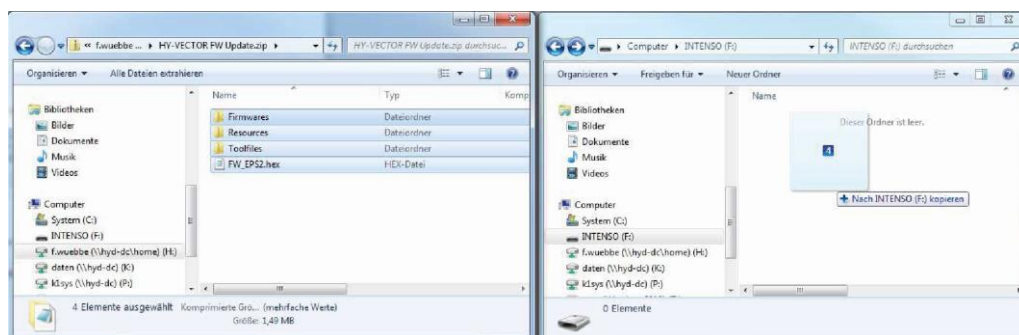 « f.wuebbe ... ▸ HY-VECTOR FW Update.zip ▸
HY-VECTOR FW Update.zip durchsuc...
Organisieren ▾ Alle Dateien extrahieren
Bibliotheken
Bilder
Dokumente
Musik
Videos
Computer
System (C:)
INTENSO (F:)
f.wuebbe (\\hyd-dc\home) (H:)
daten (\\hyd-dc) (K:)
k1sys (\\hyd-dc) (P:)
Name Typ Komp
Firmwares Dateiordner
Resources Dateiordner
Toolfiles Dateiordner
FW_EPS2.hex HEX-Datei
4 Elemente ausgewählt Komprimierte Grö... (mehrfache Werte)
Größe: 1,49 MB
▸ Computer ▸ INTENSO (F:)
INTENSO (F:) durchsuchen
Organisieren ▾ Freigeben für ▾ Neuer Ordner
Bibliotheken
Bilder
Dokumente
Musik
Videos
Computer
System (C:)
INTENSO (F:)
f.wuebbe (\\hyd-dc\home) (H:)
daten (\\hyd-dc) (K:)
k1sys (\\hyd-dc) (P:)
Name
Dieser Ordner ist leer.
4
Nach INTENSO (F:) kopieren
0 Elemente